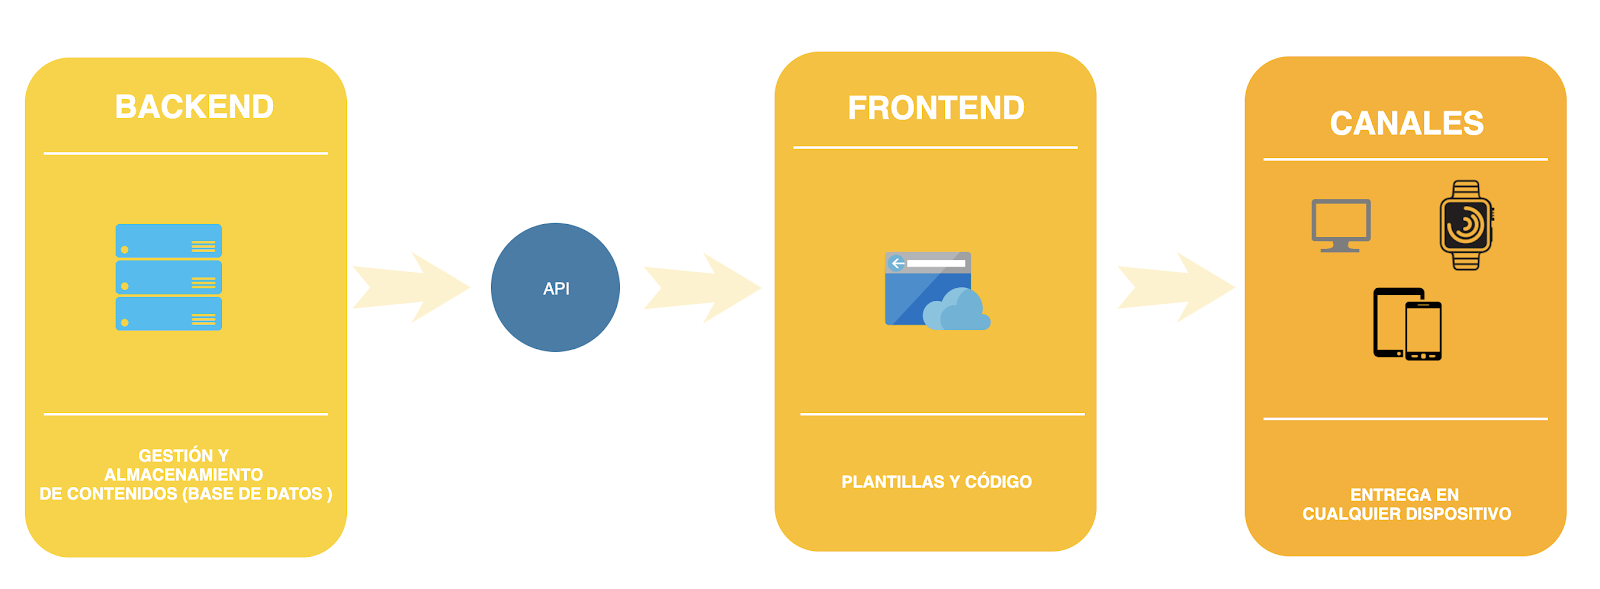 BACKEND
GESTIÓN Y
ALMACENAMIENTO
DE CONTENIDOS (BASE DE DATOS )
API
FRONTEND
PLANTILLAS Y CÓDIGO
CANALES
ENTREGA EN
CUALQUIER DISPOSITIVO